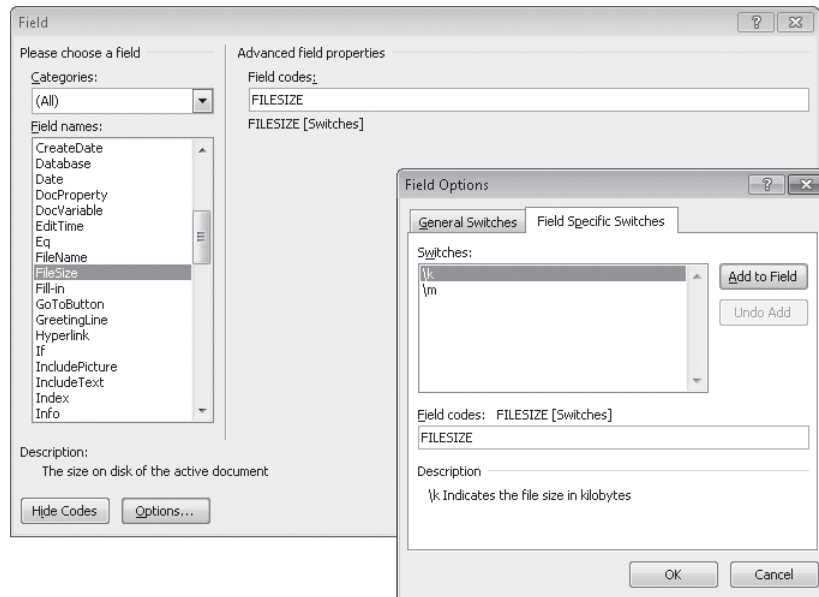 Field
Please choose a field
Categories:
(All)
Field names:
CreateDate
Database
Date
DocProperty
DocVariable
EditTime
Eq
FileName
FileSize
Fill-in
GoToButton
GreetingLine
Hyperlink
If
IncludePicture
IncludeText
Index
Info
Description:
The size on disk of the active document
Hide Codes
Options...
Advanced field properties
Field codes:
FILESIZE
FILESIZE [Switches]
Field Options
General Switches
Field Specific Switches
Switches:
\k
\m
Add to Field
Undo Add
Field codes: FILESIZE [Switches]
FILESIZE
Description
\k Indicates the file size in kilobytes
OK
Cancel